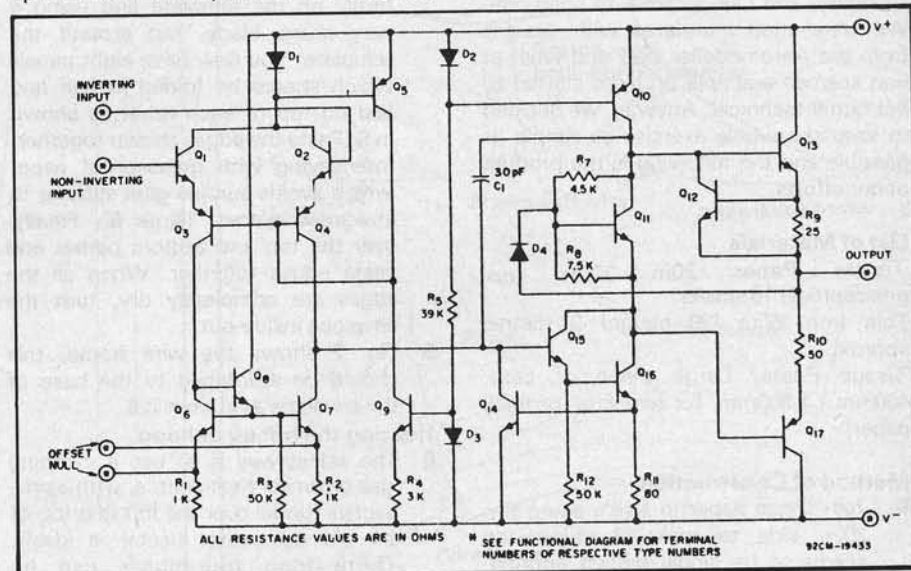 INVERTING
INPUT
NON-INVERTING
INPUT
OFFSET
NULL
D1
Q5
D2
Q10
Q13
Q1
Q2
30 pF
C1
R7
4.5 K
Q12
R9
25
Q3
Q4
Q11
D4
R8
7.5 K
OUTPUT
R5
39 K
R10
50
Q15
Q16
Q8
Q6
Q7
Q9
Q14
Q17
D3
R1
1K
R3
50K
R2
1K
R4
3 K
R12
50 K
R11
80
V+
V-
ALL RESISTANCE VALUES ARE IN OHMS
* SEE FUNCTIONAL DIAGRAM FOR TERMINAL
NUMBERS OF RESPECTIVE TYPE NUMBERS
92CM-19433